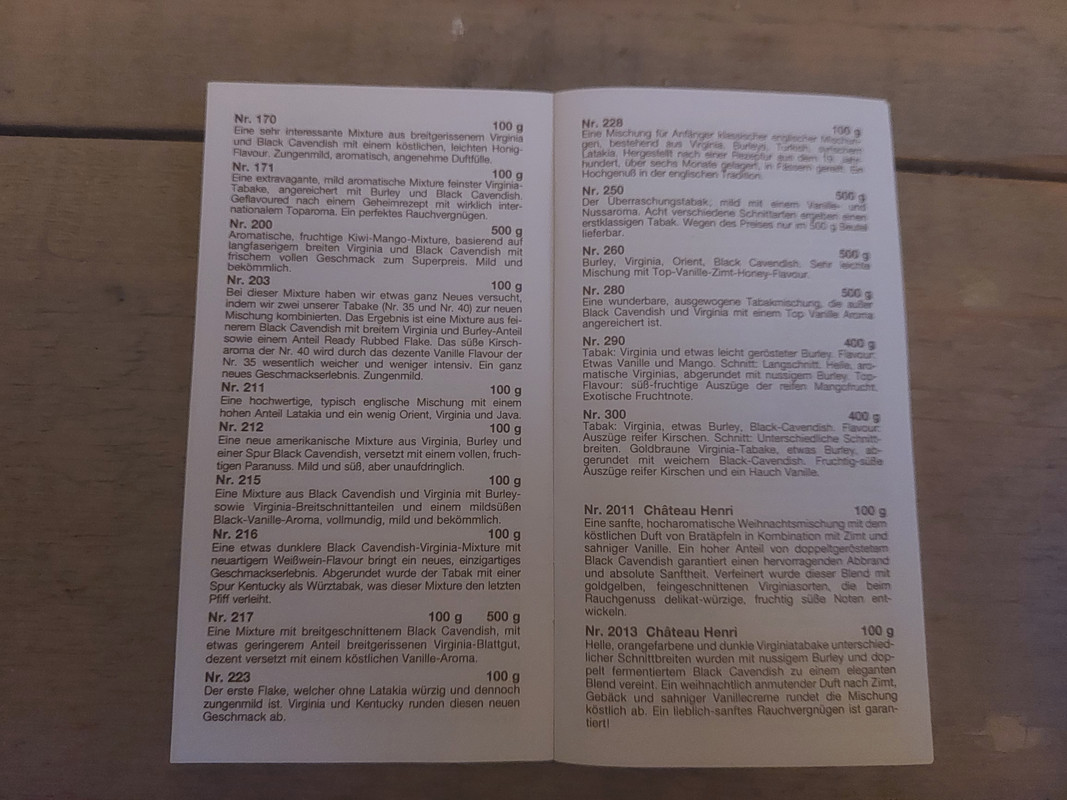 Nr. 170 100 g
Eine sehr interessante Mixture aus breitgerissenem Virginia
und Black Cavendish mit einem köstlichen, leichten Honig-
Flavour. Zungenmild, aromatisch, angenehme Duftfülle.
Nr. 171 100 g
Eine extravagante, mild aromatische Mixture feinster Virginia-
Tabake, angereichert mit Burley und Black Cavendish.
Geflavoured nach einem Geheimrezept mit wirklich inter-
nationalem Toparoma. Ein perfektes Rauchvergnügen.
Nr. 200 500 g
Aromatische, fruchtige Kiwi-Mango-Mixture, basierend auf
langfaserigem breiten Virginia und Black Cavendish mit
frischem vollen Geschmack zum Superpreis. Mild und
bekömmlich.
Nr. 203 100 g
Bei dieser Mixture haben wir etwas ganz Neues versucht,
indem wir zwei unserer Tabake (Nr. 35 und Nr. 40) zur neuen
Mischung kombinierten. Das Ergebnis ist eine Mixture aus fei-
nerem Black Cavendish mit breitem Virginia und Burley-Anteil
sowie einem Anteil Ready Rubbed Flake. Das süße Kirsch-
aroma der Nr. 40 wird durch das dezente Vanille Flavour der
Nr. 35 wesentlich weicher und weniger intensiv. Ein ganz
neues Geschmackserlebnis. Zungenmild.
Nr. 211 100 g
Eine hochwertige, typisch englische Mischung mit einem
hohen Anteil Latakia und ein wenig Orient, Virginia und Java.
Nr. 212 100 g
Eine neue amerikanische Mixture aus Virginia, Burley und
einer Spur Black Cavendish, versetzt mit einem vollen, fruch-
tigen Paranuss. Mild und süß, aber unaufdringlich.
Nr. 215 100 g
Eine Mixture aus Black Cavendish und Virginia mit Burley-
sowie Virginia-Breitschnittanteilen und einem mildsüßen
Black-Vanille-Aroma, vollmundig, mild und bekömmlich.
Nr. 216 100 g
Eine etwas dunklere Black Cavendish-Virginia-Mixture mit
neuartigem Weißwein-Flavour bringt ein neues, einzigartiges
Geschmackserlebnis. Abgerundet wurde der Tabak mit einer
Spur Kentucky als Würztabak, was dieser Mixture den letzten
Pfiff verleiht.
Nr. 217 100 g 500 g
Eine Mixture mit breitgeschnittenem Black Cavendish, mit
etwas geringerem Anteil breitgerissenen Virginia-Blattgut,
dezent versetzt mit einem köstlichen Vanille-Aroma.
Nr. 223 100 g
Der erste Flake, welcher ohne Latakia würzig und dennoch
zungenmild ist. Virginia und Kentucky runden diesen neuen
Geschmack ab.
Nr. 228 100 g
Eine Mischung für Anfänger klassischer englischer Mischun-
gen, bestehend aus Virginia, Burleys, Turkish, syrischem
Latakia. Hergestellt nach einer Rezeptur aus dem 19. Jahr-
hundert, über sechs Monate gelagert, in Fässern gereift. Ein
Hochgenuß in der englischen Tradition.
Nr. 250 500 g
Der Überraschungstabak; mild mit einem Vanille- und
Nussaroma. Acht verschiedene Schnittarten ergeben einen
erstklassigen Tabak. Wegen des Preises nur im 500 g Beutel
lieferbar.
Nr. 260 500 g
Burley, Virginia, Orient, Black Cavendish. Sehr leichte
Mischung mit Top-Vanille-Zimt-Honey-Flavour.
Nr. 280 500 g
Eine wunderbare, ausgewogene Tabakmischung, die außer
Black Cavendish und Virginia mit einem Top Vanille Aroma
angereichert ist.
Nr. 290 400 g
Tabak: Virginia und etwas leicht gerösteter Burley. Flavour:
Etwas Vanille und Mango. Schnitt: Langschnitt. Helle, aro-
matische Virginias, abgerundet mit nussigem Burley. Top-
Flavour: süß-fruchtige Auszüge der reifen Mangofrucht.
Exotische Fruchtnote.
Nr. 300 400 g
Tabak: Virginia, etwas Burley, Black-Cavendish. Flavour:
Auszüge reifer Kirschen. Schnitt: Unterschiedliche Schnitt-
breiten. Goldbraune Virginia-Tabake, etwas Burley, ab-
gerundet mit weichem Black-Cavendish. Fruchtig-süße
Auszüge reifer Kirschen und ein Hauch Vanille.
Nr. 2011 Château Henri 100 g
Eine sanfte, hocharomatische Weihnachtsmischung mit dem
köstlichen Duft von Bratäpfeln in Kombination mit Zimt und
sahniger Vanille. Ein hoher Anteil von doppeltgeröstetem
Black Cavendish garantiert einen hervorragenden Abbrand
und absolute Sanftheit. Verfeinert wurde dieser Blend mit
goldgelben, feingeschnittenen Virginiasorten, die beim
Rauchgenuss delikat-würzige, fruchtig süße Noten ent-
wickeln.
Nr. 2013 Château Henri 100 g
Helle, orangefarbene und dunkle Virginiatabake unterschied-
licher Schnittbreiten wurden mit nussigem Burley und dop-
pelt fermentiertem Black Cavendish zu einem eleganten
Blend vereint. Ein weihnachtlich anmutender Duft nach Zimt,
Gebäck und sahniger Vanillecreme rundet die Mischung
köstlich ab. Ein lieblich-sanftes Rauchvergnügen ist garan-
tiert!